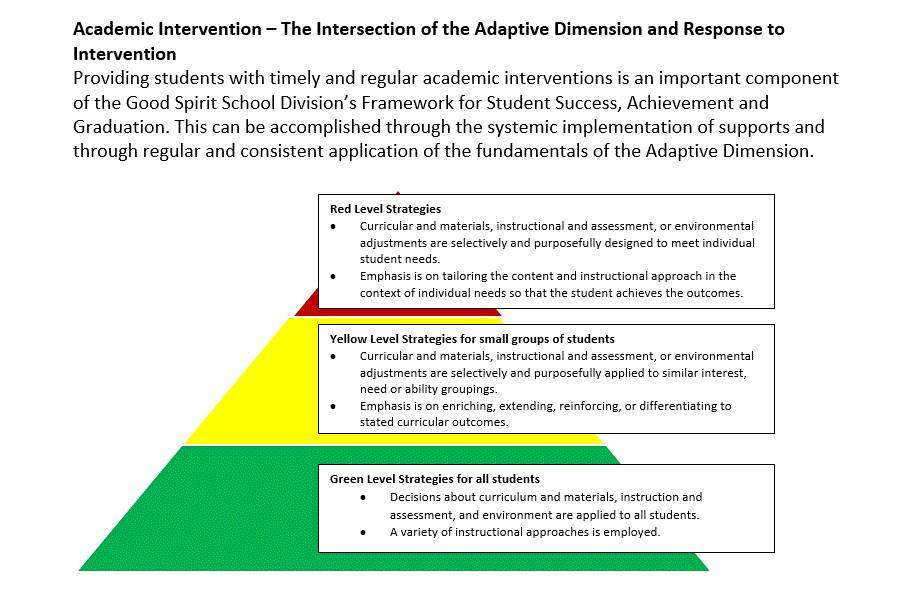 Academic Intervention – The Intersection of the Adaptive Dimension and Response to
Intervention
Providing students with timely and regular academic interventions is an important component
of the Good Spirit School Division’s Framework for Student Success, Achievement and
Graduation. This can be accomplished through the systemic implementation of supports and
through regular and consistent application of the fundamentals of the Adaptive Dimension.
Red Level Strategies
• Curricular and materials, instructional and assessment, or environmental
adjustments are selectively and purposefully designed to meet individual
student needs.
• Emphasis is on tailoring the content and instructional approach in the
context of individual needs so that the student achieves the outcomes.
Yellow Level Strategies for small groups of students
• Curricular and materials, instructional and assessment, or environmental
adjustments are selectively and purposefully applied to similar interest,
need or ability groupings.
• Emphasis is on enriching, extending, reinforcing, or differentiating to
stated curricular outcomes.
Green Level Strategies for all students
• Decisions about curriculum and materials, instruction and
assessment, and environment are applied to all students.
• A variety of instructional approaches is employed.